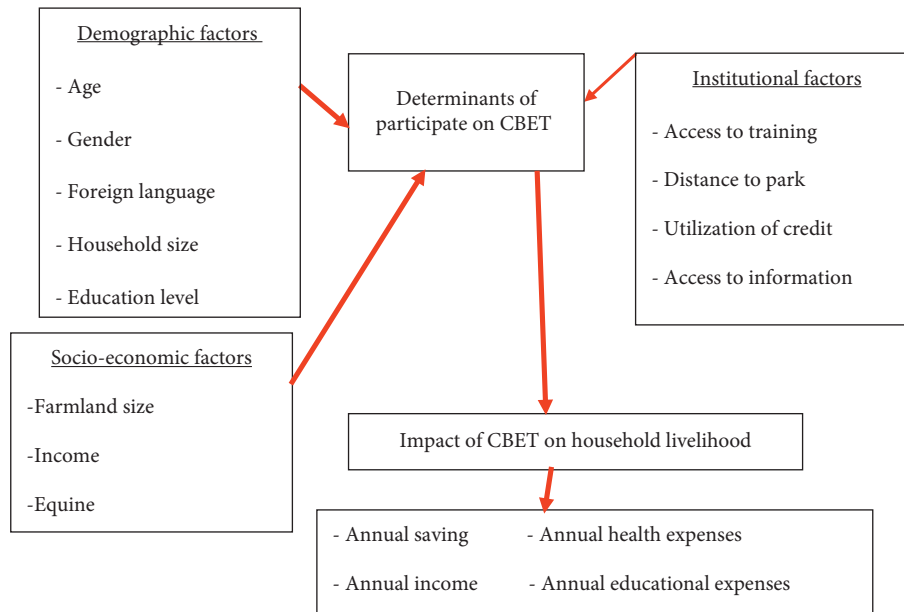 Demographic factors
- Age
- Gender
- Foreign language
- Household size
- Education level
Socio-economic factors
-Farmland size
-Income
-Equine
Determinants of
participate on CBET
Institutional factors
- Access to training
- Distance to park
- Utilization of credit
- Access to information
Impact of CBET on household livelihood
- Annual saving - Annual health expenses
- Annual income - Annual educational expenses